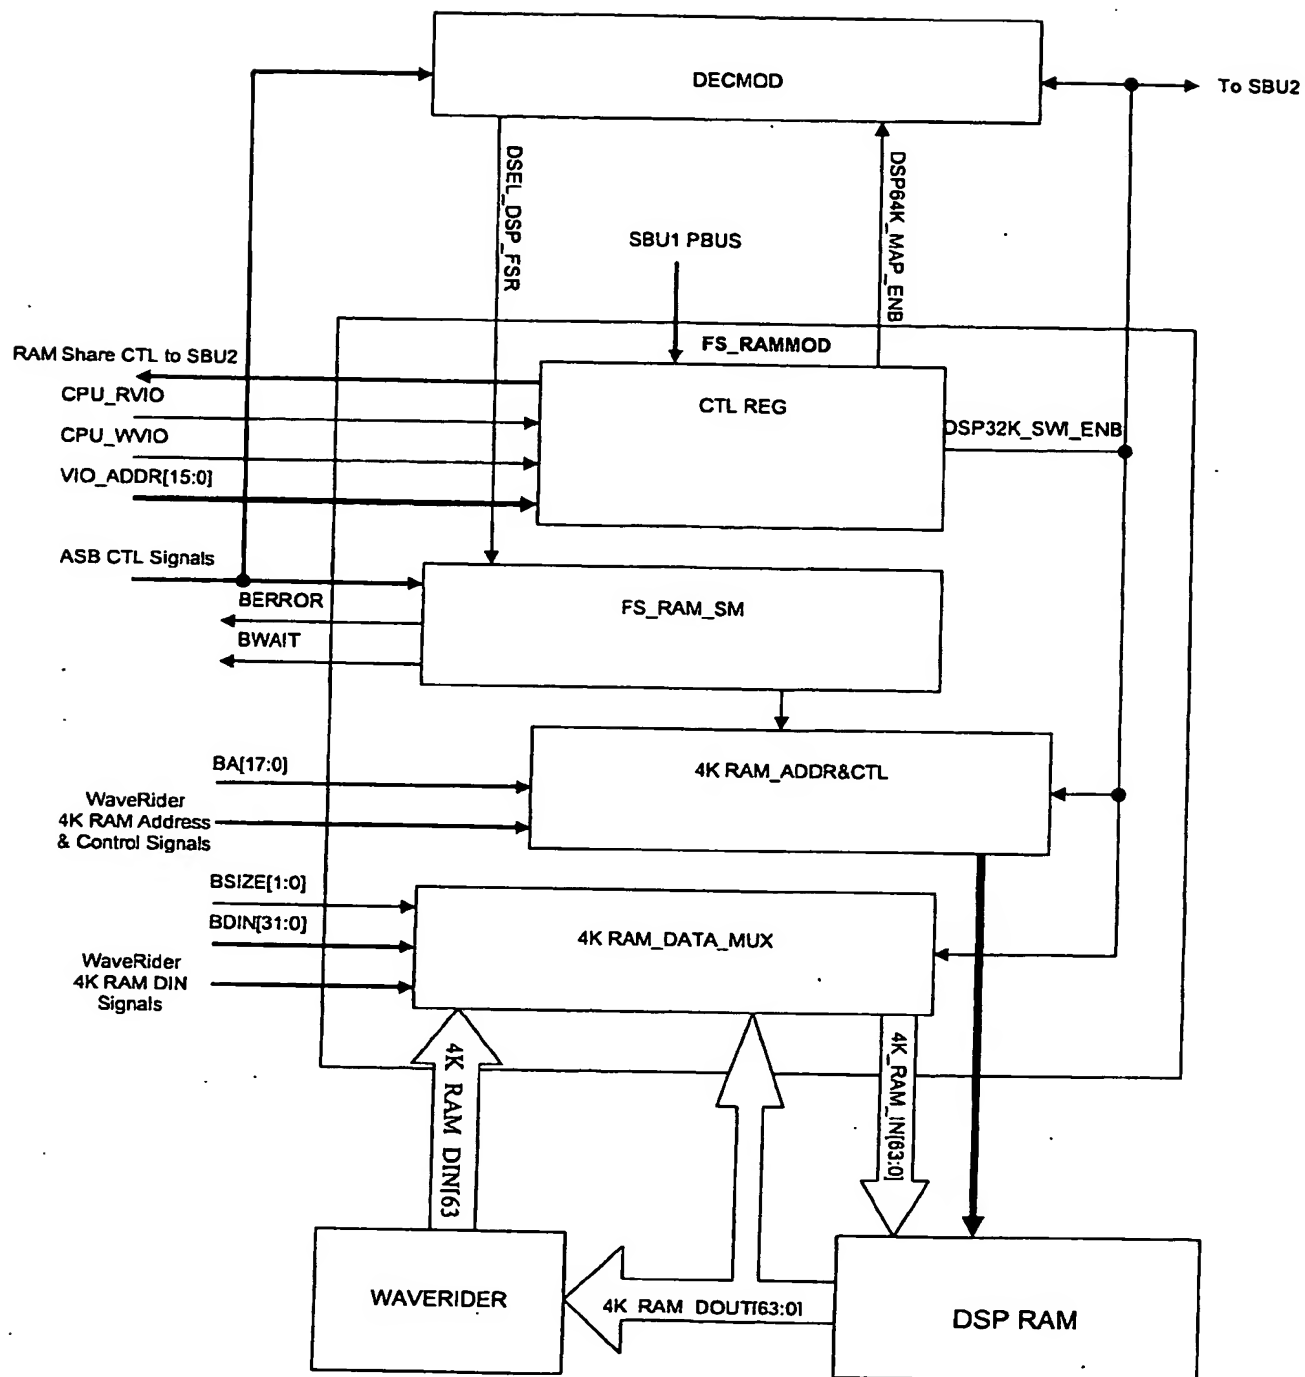 DECMOD
To SBU2
DSEL_DSP_FSR
DSP64K_MAP_ENB
SBU1 PBUS
FS_RAMMOD
RAM Share CTL to SBU2
CPU_RVIO
CTL REG
CPU_WVIO
DSP32K_SWI_ENB
VIO_ADDR[15:0]
ASB CTL Signals
BERROR
FS_RAM_SM
BWAIT
BA[17:0]
4K RAM_ADDR&CTL
WaveRider
4K RAM Address
& Control Signals
BSIZE[1:0]
BDIN[31:0]
4K RAM_DATA_MUX
WaveRider
4K RAM DIN
Signals
4K RAM DIN[63
4K_RAM_IN[63:0]
WAVERIDER
4K RAM DOUT[63:0]
DSP RAM